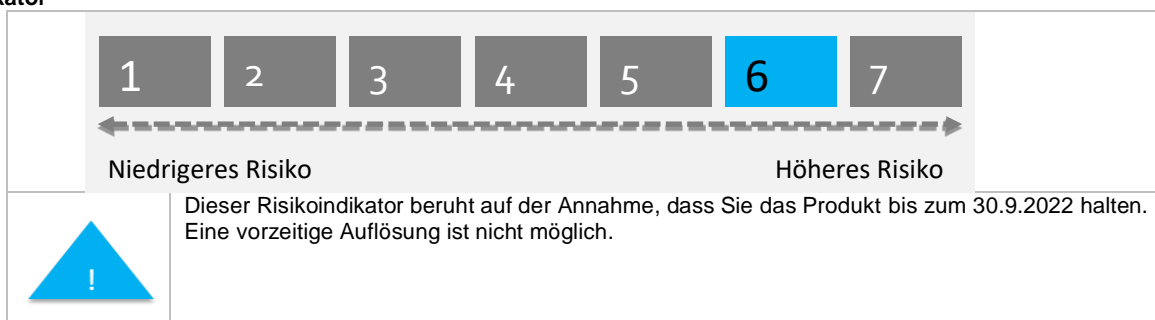 1 2 3 4 5 6 7
Niedrigeres Risiko Höheres Risiko
Dieser Risikoindikator beruht auf der Annahme, dass Sie das Produkt bis zum 30.9.2022 halten.
Eine vorzeitige Auflösung ist nicht möglich.
!